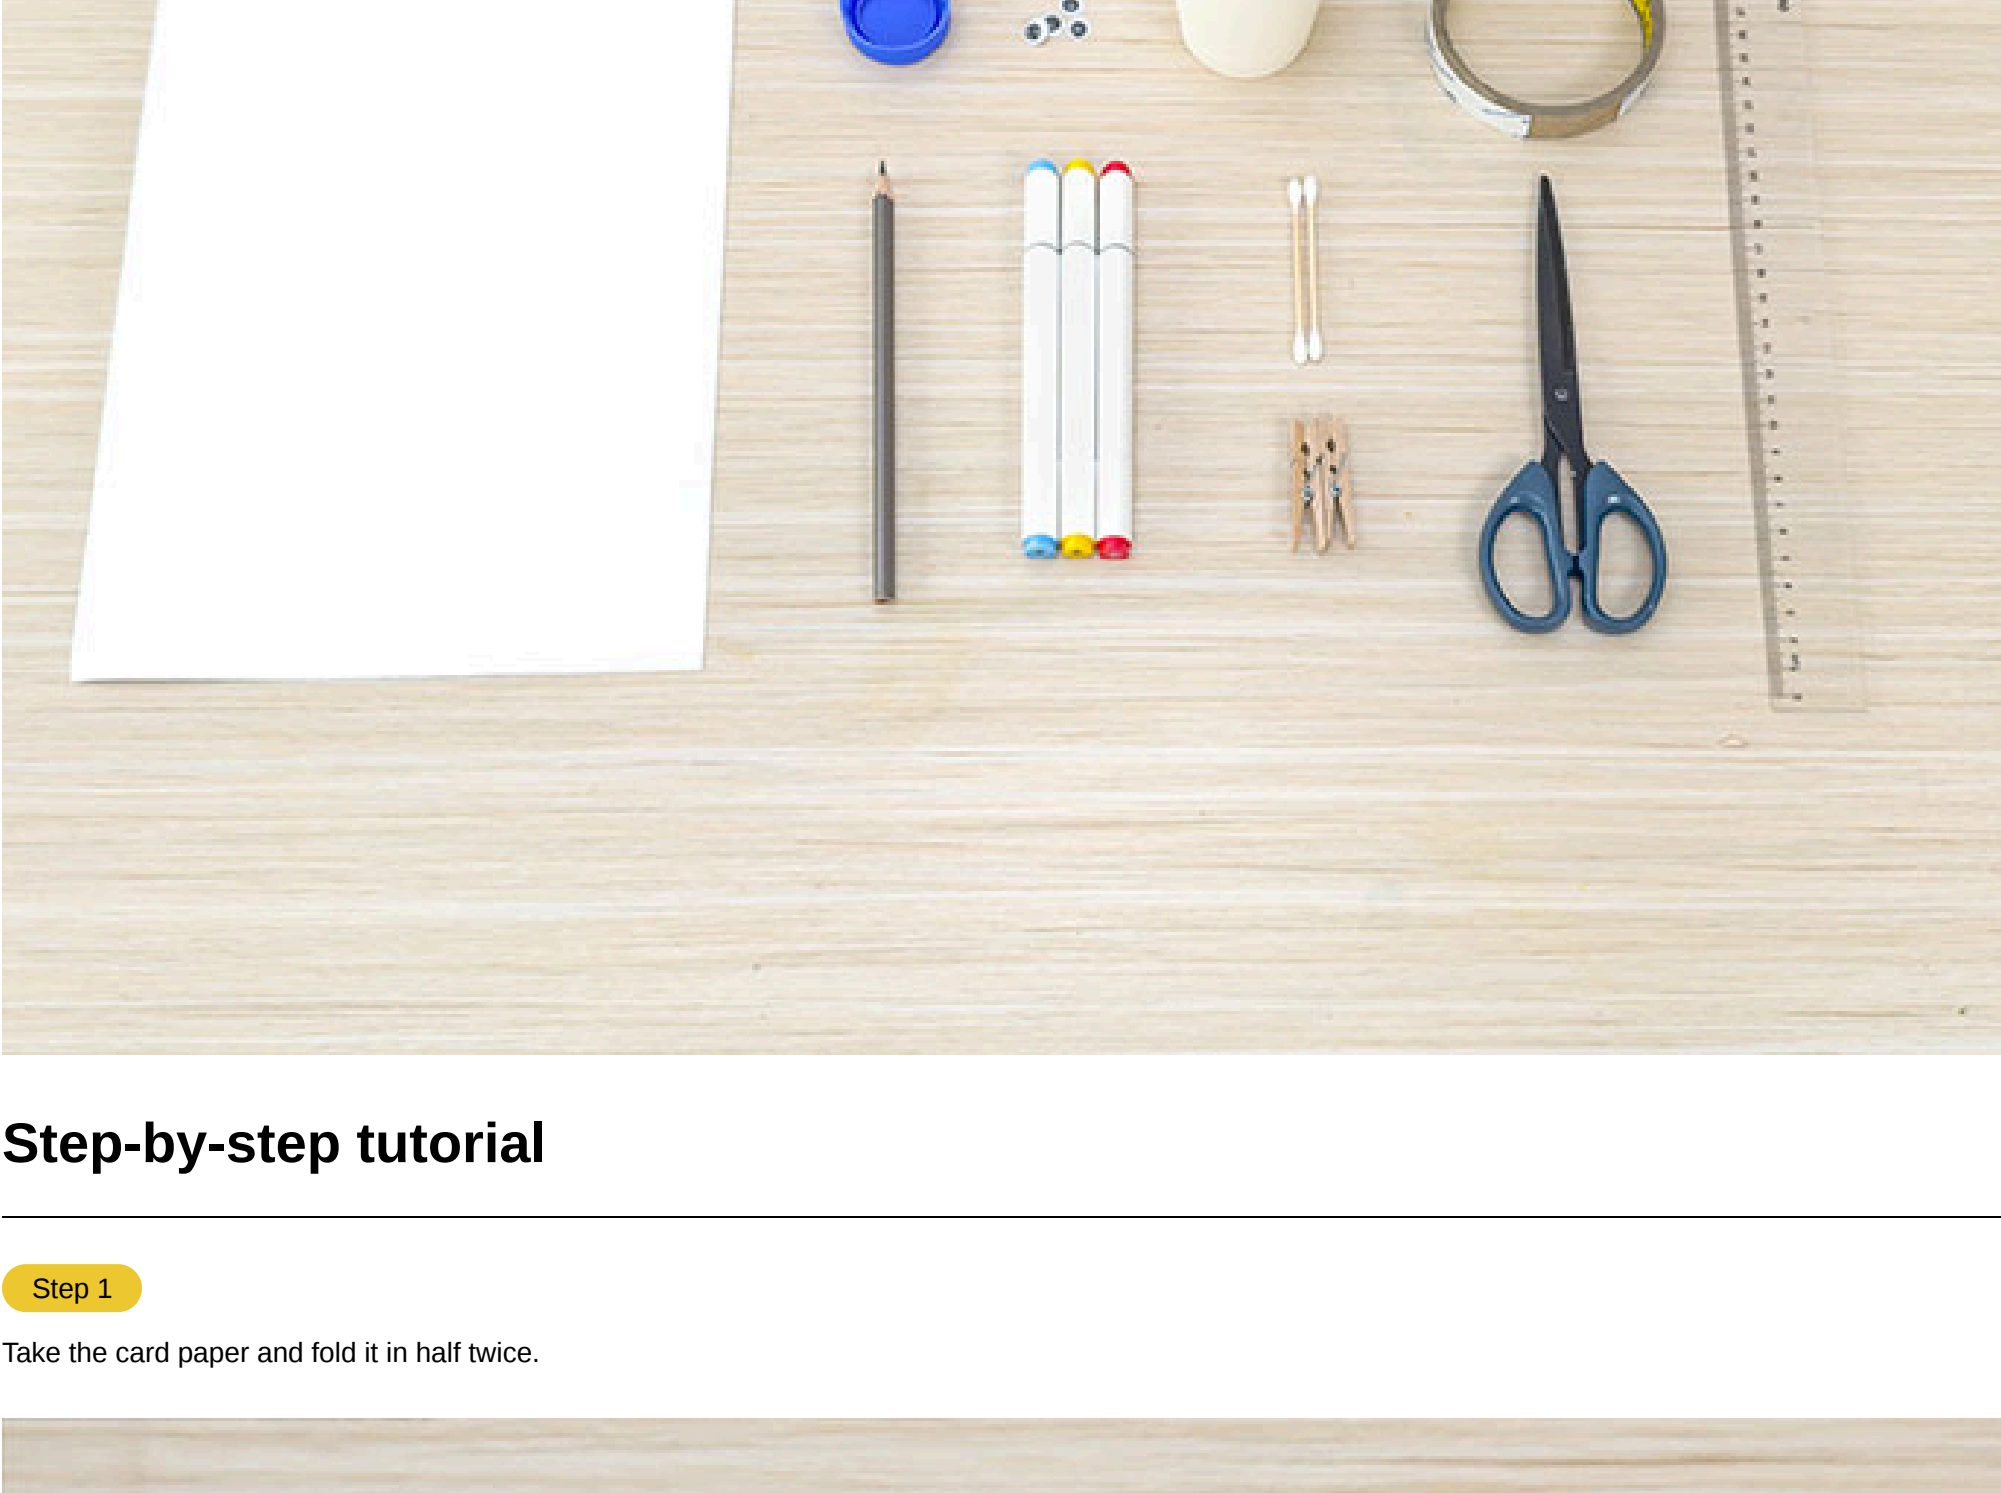 Step-by-step tutorial
Step 1
Take the card paper and fold it in half twice.